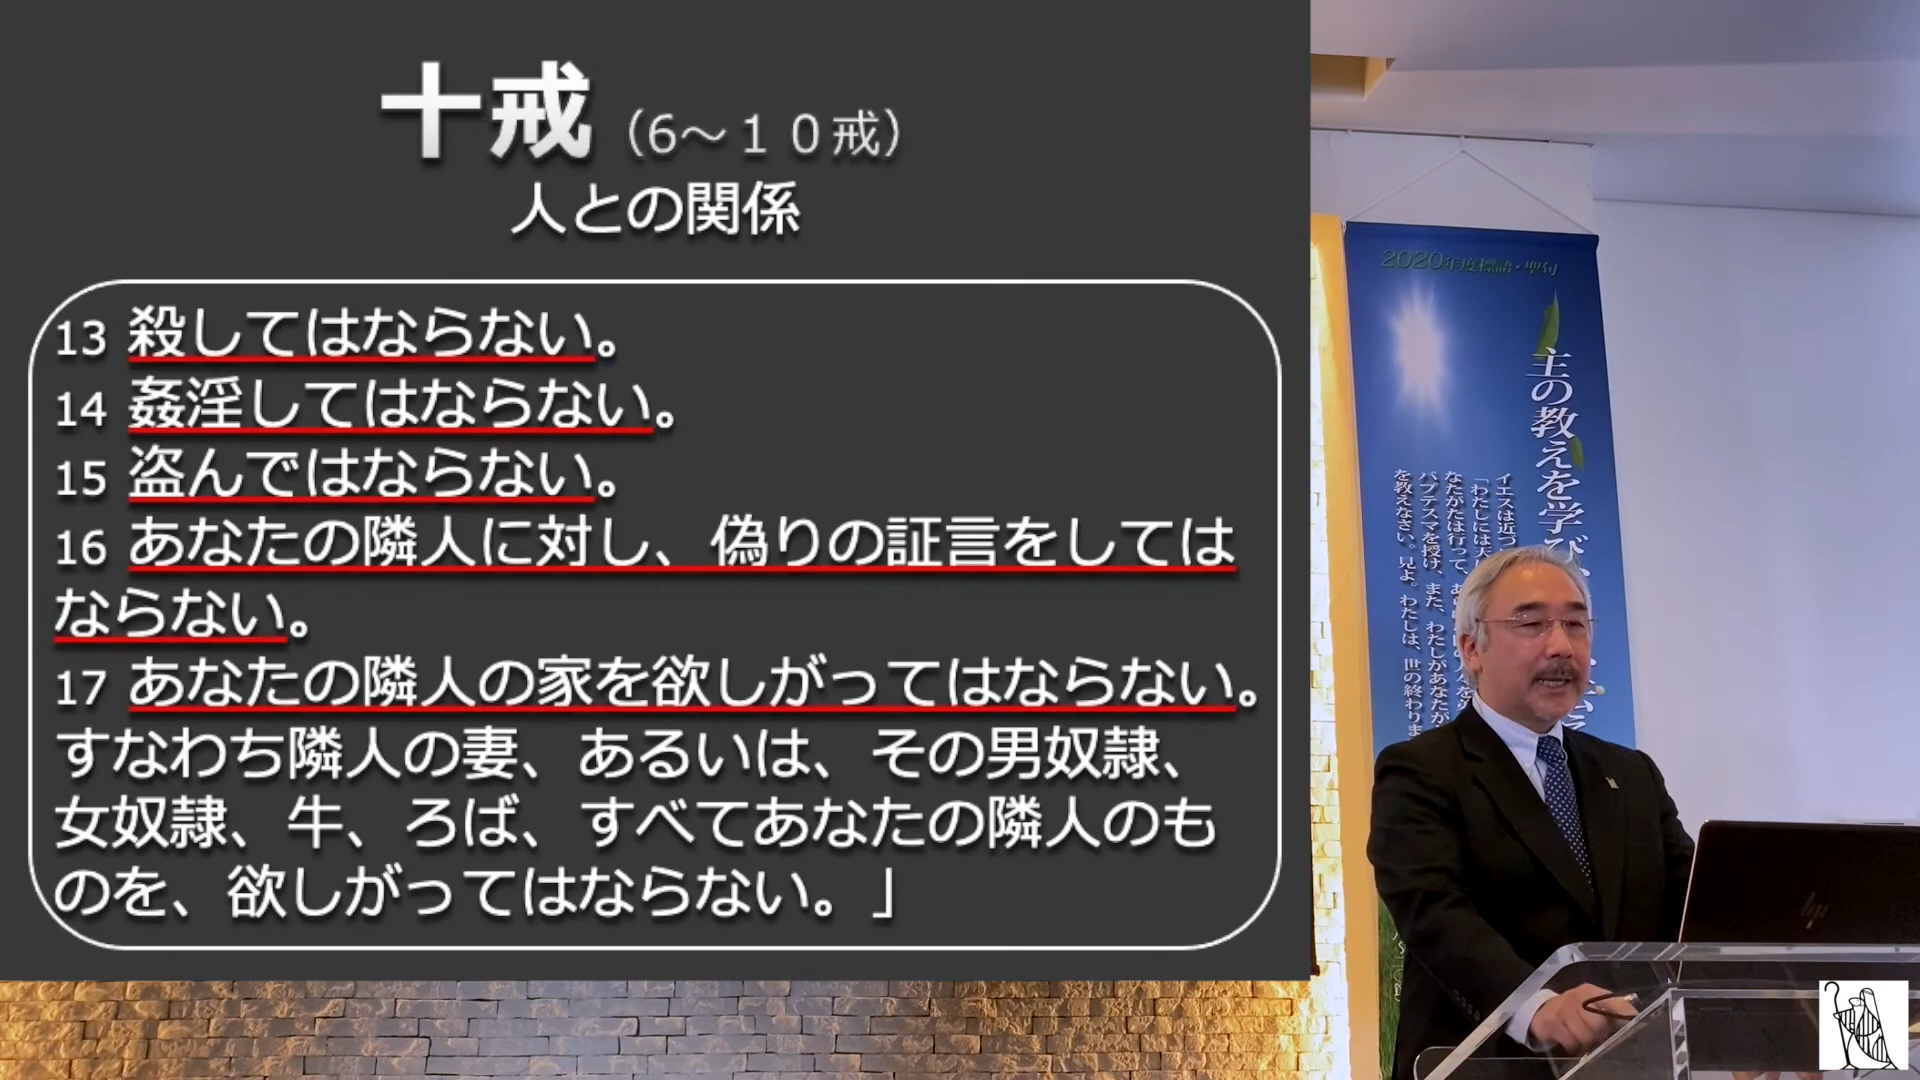 十戒（6～１０戒）
人との関係
13 殺してはならない。
14 姦淫してはならない。
15 盗んではならない。
16 あなたの隣人に対し、偽りの証言をしては
ならない。
17 あなたの隣人の家を欲しがってはならない。
すなわち隣人の妻、あるいは、その男奴隷、
女奴隷、牛、ろば、すべてあなたの隣人のも
のを、欲しがってはならない。」
2020年度標語・聖句
主の教えを学び、
イエスは近づ
「わたしには天
なたがたは行って、
バプテスマを授け、また、わたしがあなたが
を教えなさい。見よ。わたしは、世の終わりま
hp